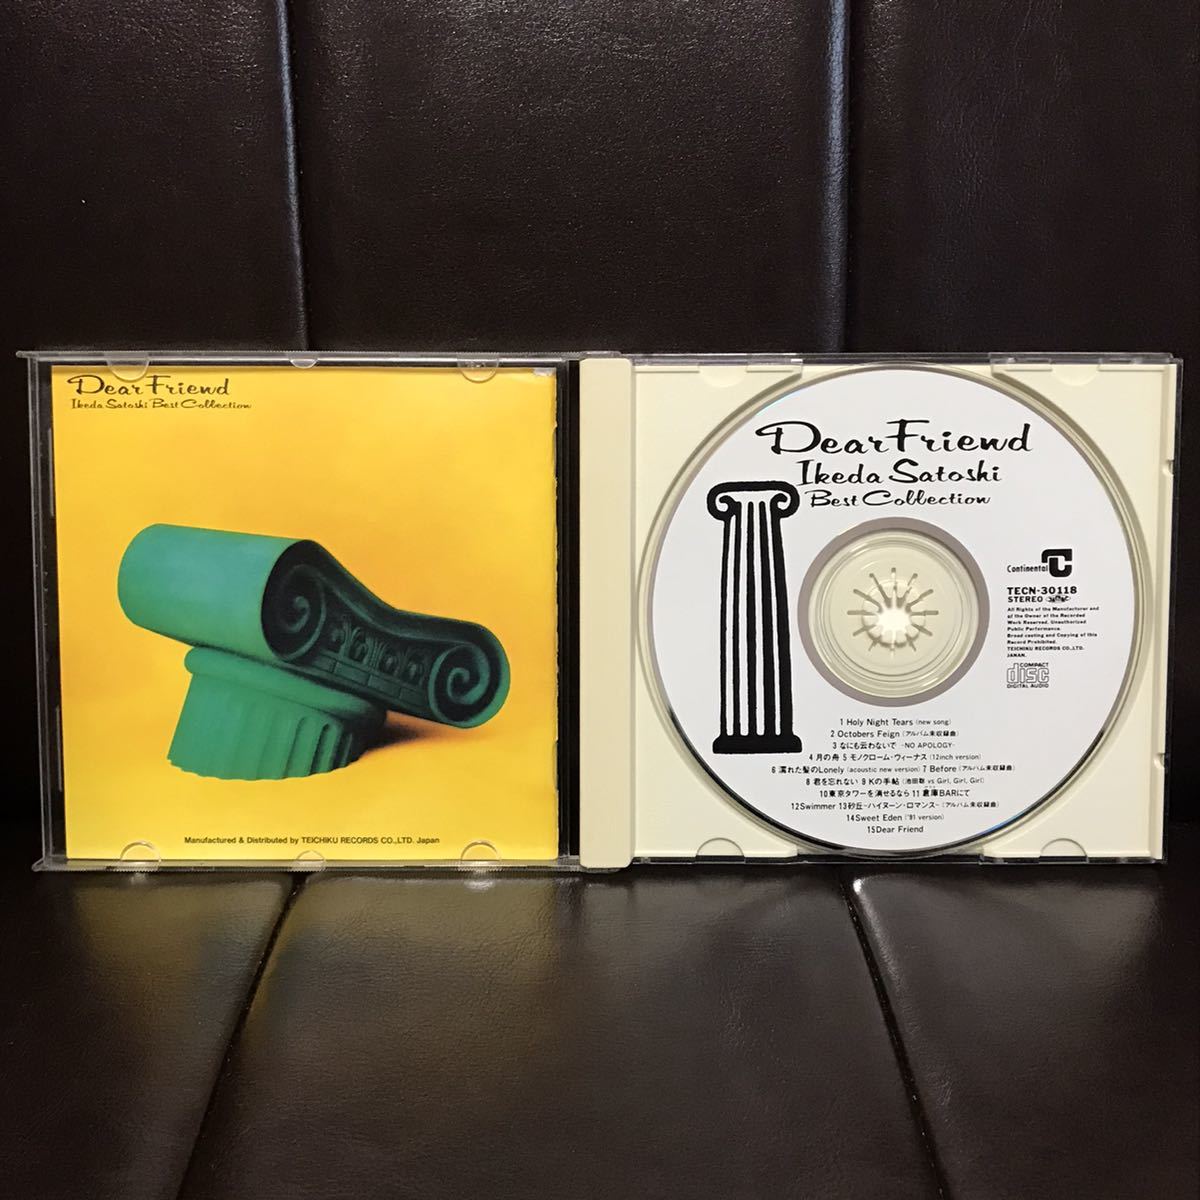 Dear Friend
Ikeda Satoshi Best Collection
Manufactured & Distributed by TEICHIKU RECORDS CO.,LTD. Japan
Dear Friend
Ikeda Satoshi
Best Collection
Continental
TECN-30118
STEREO
All Rights of the Manufacturer and
of the Owner of the Recorded
Work Reserved. Unauthorized
Public Performance.
Broad casting and Copying of this
Record Prohibited.
TEICHIKU RECORDS CO.,LTD.
JANAN.
COMPACT
disc
DIGITAL AUDIO
1 Holy Night Tears (new song)
2 Octobers Feign (アルバム未収録曲)
3 なにも云わないで -NO APOLOGY-
4 月の舟 5 モノクローム・ヴィーナス (12inch version)
6 濡れた髪のLonely (acoustic new version) 7 Before (アルバム未収録曲)
8 君を忘れない 9 Kの手帖 (池田聡 vs Girl, Girl, Girl)
10 東京タワーを消せるなら 11 倉庫BARにて
12 Swimmer 13 砂丘-ハイヌーン・ロマンス- (アルバム未収録曲)
14 Sweet Eden ('91 version)
15 Dear Friend